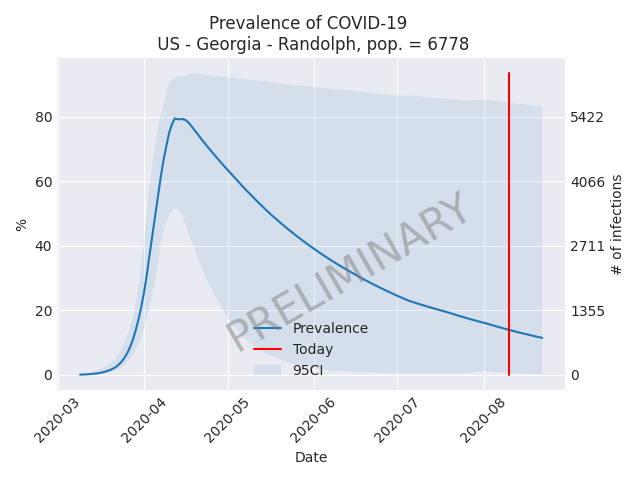 Prevalence of COVID-19
US - Georgia - Randolph, pop. = 6778
%
80
60
40
20
0
5422
4066
2711
1355
0
# of infections
PRELIMINARY
Prevalence
Today
95CI
2020-03
2020-04
2020-05
2020-06
2020-07
2020-08
Date